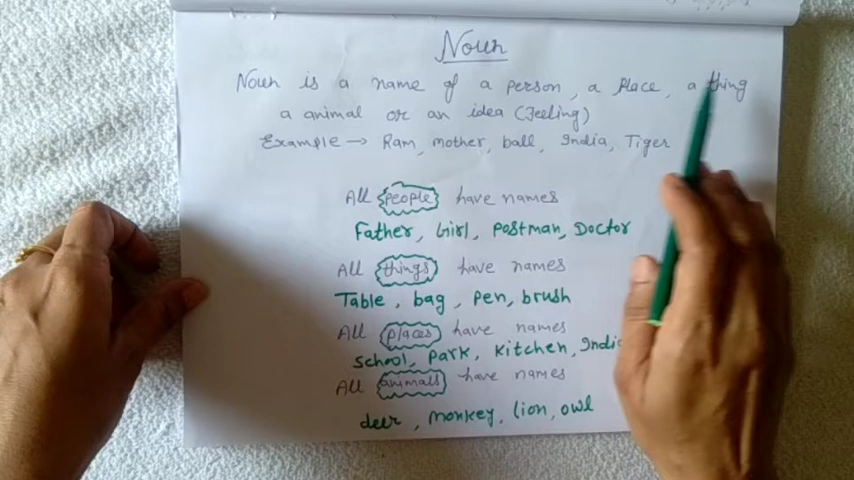 Noun
Noun is a name of a person, a place, a thing
a animal or an idea (Feeling)
Example → Ram, mother, ball, India, Tiger
All people have names
Father, Girl, Postman, Doctor
All things have names
Table, bag, pen, brush
All places have names
school, park, kitchen, India
All animals have names
deer, monkey, lion, owl